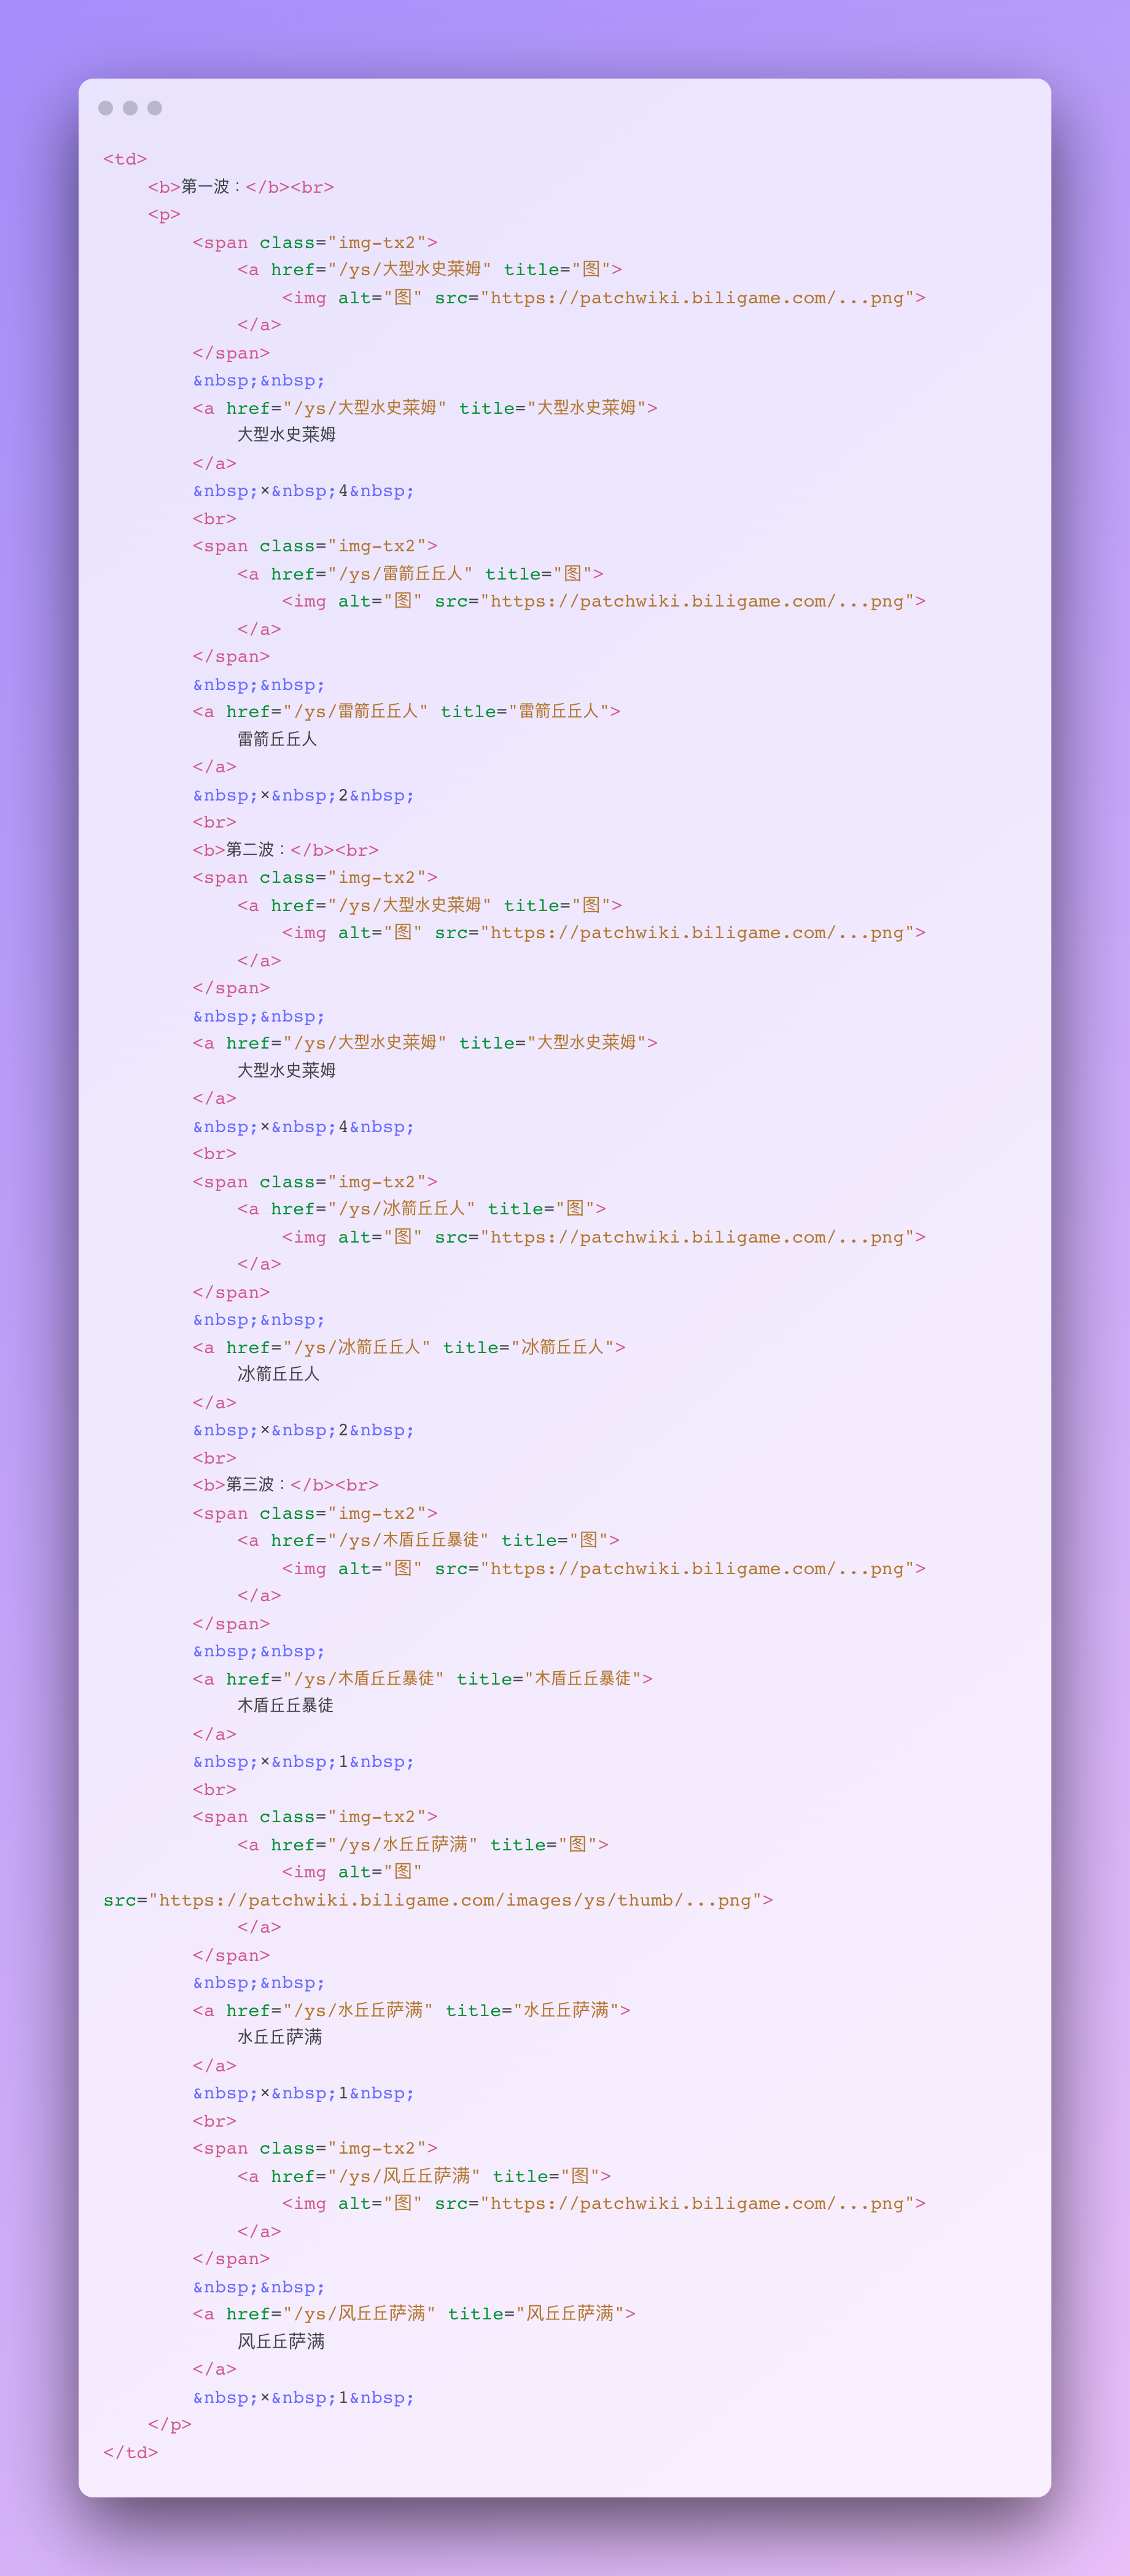 <td>
    <b>第一波：</b><br>
    <p>
        <span class="img-tx2">
            <a href="/ys/大型水史莱姆" title="图">
                <img alt="图" src="https://patchwiki.biligame.com/...png">
            </a>
        </span>
        &nbsp;&nbsp;
        <a href="/ys/大型水史莱姆" title="大型水史莱姆">
            大型水史莱姆
        </a>
        &nbsp;×&nbsp;4&nbsp;
        <br>
        <span class="img-tx2">
            <a href="/ys/雷箭丘丘人" title="图">
                <img alt="图" src="https://patchwiki.biligame.com/...png">
            </a>
        </span>
        &nbsp;&nbsp;
        <a href="/ys/雷箭丘丘人" title="雷箭丘丘人">
            雷箭丘丘人
        </a>
        &nbsp;×&nbsp;2&nbsp;
        <br>
        <b>第二波：</b><br>
        <span class="img-tx2">
            <a href="/ys/大型水史莱姆" title="图">
                <img alt="图" src="https://patchwiki.biligame.com/...png">
            </a>
        </span>
        &nbsp;&nbsp;
        <a href="/ys/大型水史莱姆" title="大型水史莱姆">
            大型水史莱姆
        </a>
        &nbsp;×&nbsp;4&nbsp;
        <br>
        <span class="img-tx2">
            <a href="/ys/冰箭丘丘人" title="图">
                <img alt="图" src="https://patchwiki.biligame.com/...png">
            </a>
        </span>
        &nbsp;&nbsp;
        <a href="/ys/冰箭丘丘人" title="冰箭丘丘人">
            冰箭丘丘人
        </a>
        &nbsp;×&nbsp;2&nbsp;
        <br>
        <b>第三波：</b><br>
        <span class="img-tx2">
            <a href="/ys/木盾丘丘暴徒" title="图">
                <img alt="图" src="https://patchwiki.biligame.com/...png">
            </a>
        </span>
        &nbsp;&nbsp;
        <a href="/ys/木盾丘丘暴徒" title="木盾丘丘暴徒">
            木盾丘丘暴徒
        </a>
        &nbsp;×&nbsp;1&nbsp;
        <br>
        <span class="img-tx2">
            <a href="/ys/水丘丘萨满" title="图">
                <img alt="图"
src="https://patchwiki.biligame.com/images/ys/thumb/...png">
            </a>
        </span>
        &nbsp;&nbsp;
        <a href="/ys/水丘丘萨满" title="水丘丘萨满">
            水丘丘萨满
        </a>
        &nbsp;×&nbsp;1&nbsp;
        <br>
        <span class="img-tx2">
            <a href="/ys/风丘丘萨满" title="图">
                <img alt="图" src="https://patchwiki.biligame.com/...png">
            </a>
        </span>
        &nbsp;&nbsp;
        <a href="/ys/风丘丘萨满" title="风丘丘萨满">
            风丘丘萨满
        </a>
        &nbsp;×&nbsp;1&nbsp;
    </p>
</td>